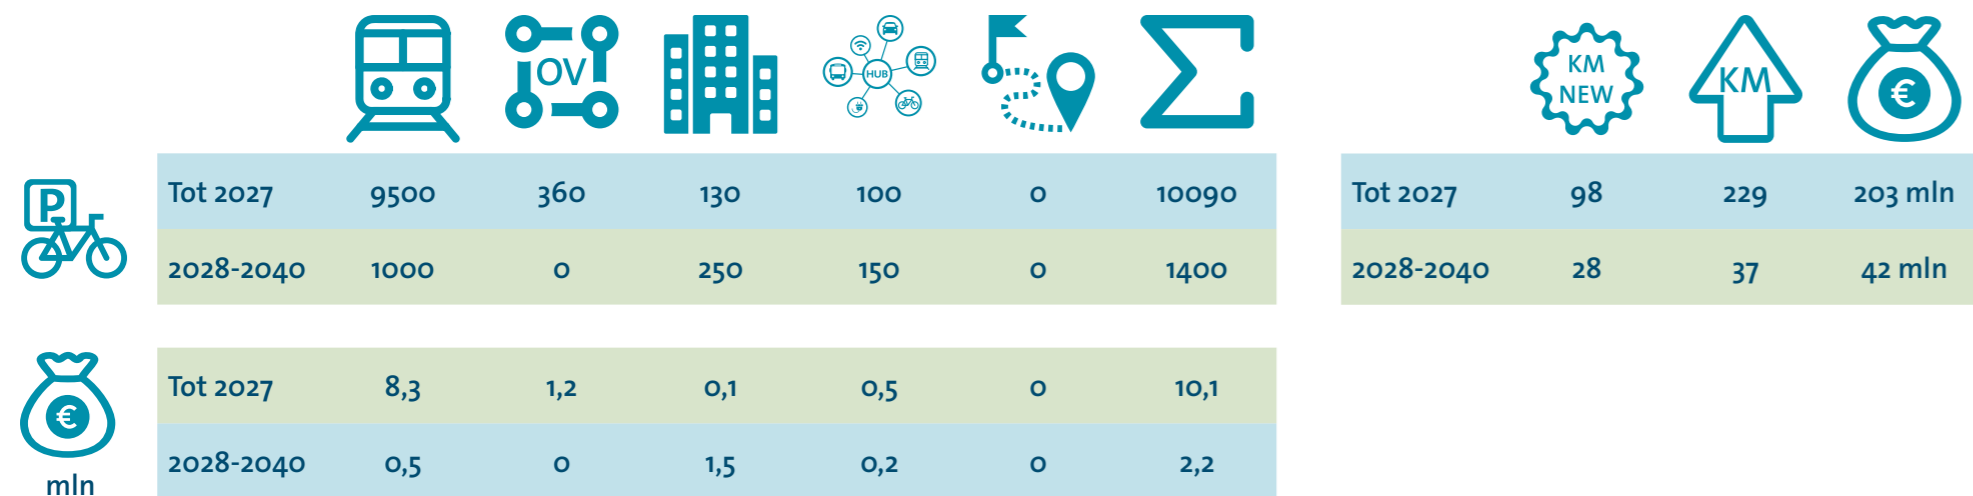 OV
HUB
KM
NEW
KM
€
P
Tot 2027 9500 360 130 100 0 10090
2028-2040 1000 0 250 150 0 1400
Tot 2027 98 229 203 mln
2028-2040 28 37 42 mln
€
mln
Tot 2027 8,3 1,2 0,1 0,5 0 10,1
2028-2040 0,5 0 1,5 0,2 0 2,2